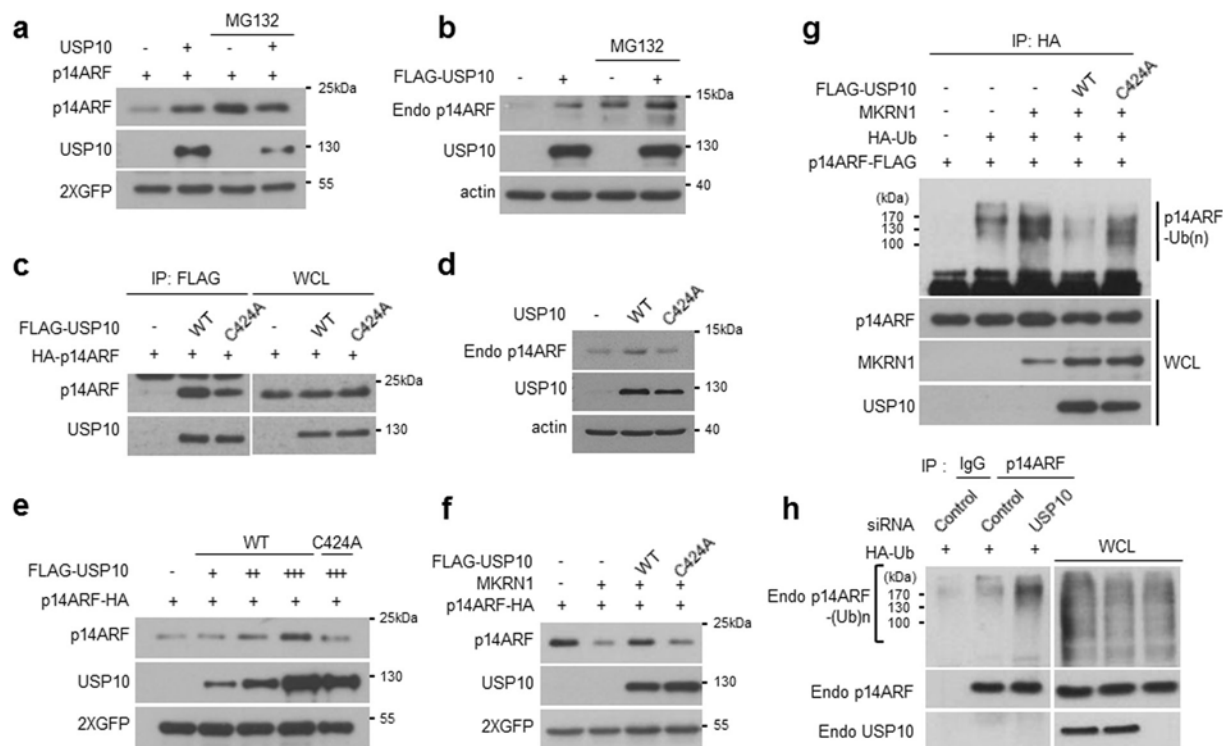 a
MG132
USP10 - + - +
p14ARF + + + +
25kDa
p14ARF
USP10 130
2XGFP 55
b
MG132
FLAG-USP10 - + - +
15kDa
Endo p14ARF
USP10 130
actin 40
c
IP: FLAG WCL
FLAG-USP10 - WT C424A - WT C424A
HA-p14ARF + + + + + +
25kDa
p14ARF
USP10 130
d
USP10 - WT C424A
15kDa
Endo p14ARF
USP10 130
actin 40
e
WT C424A
FLAG-USP10 - + ++ +++ +++
p14ARF-HA + + + + +
25kDa
p14ARF
USP10 130
2XGFP 55
f
FLAG-USP10 - - WT C424A
MKRN1 - + + +
p14ARF-HA + + + +
25kDa
p14ARF
USP10 130
2XGFP 55
g
IP: HA
FLAG-USP10 - - - WT C424A
MKRN1 - - + + +
HA-Ub - + + + +
p14ARF-FLAG + + + + +
(kDa)
170
130
100
p14ARF
-Ub(n)
p14ARF
MKRN1
USP10
WCL
h
IP : IgG p14ARF
siRNA Control Control USP10
HA-Ub + + + WCL
(kDa)
170
130
100
Endo p14ARF
-(Ub)n
Endo p14ARF
Endo USP10